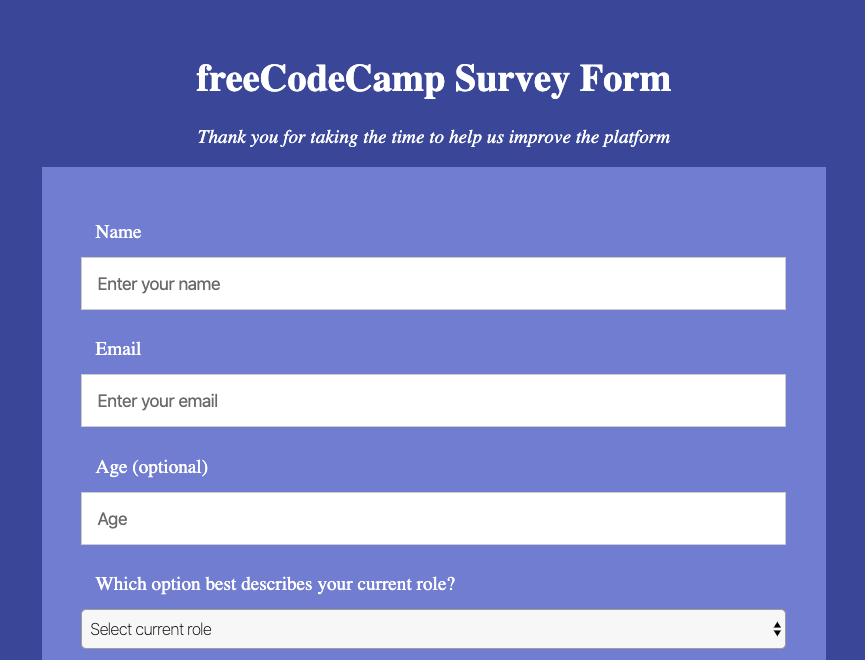 freeCodeCamp Survey Form
Thank you for taking the time to help us improve the platform
Name
Enter your name
Email
Enter your email
Age (optional)
Age
Which option best describes your current role?
Select current role